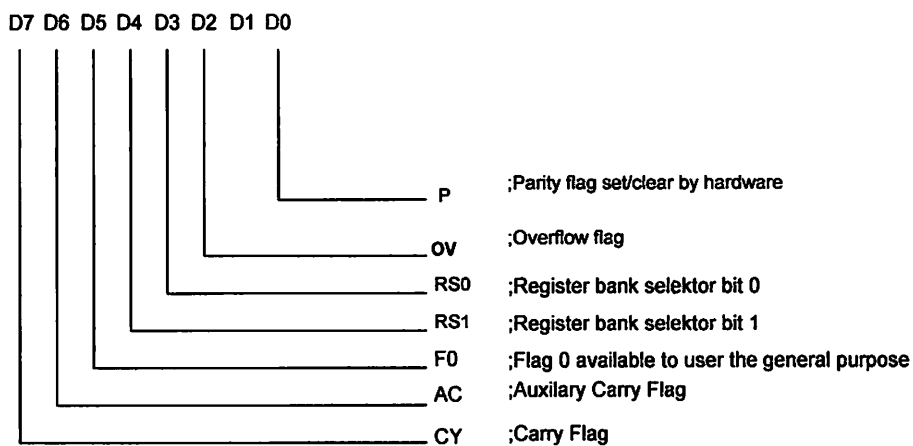 D7 D6 D5 D4 D3 D2 D1 D0
P ;Parity flag set/clear by hardware
OV ;Overflow flag
RS0 ;Register bank selektor bit 0
RS1 ;Register bank selektor bit 1
F0 ;Flag 0 available to user the general purpose
AC ;Auxilary Carry Flag
CY ;Carry Flag